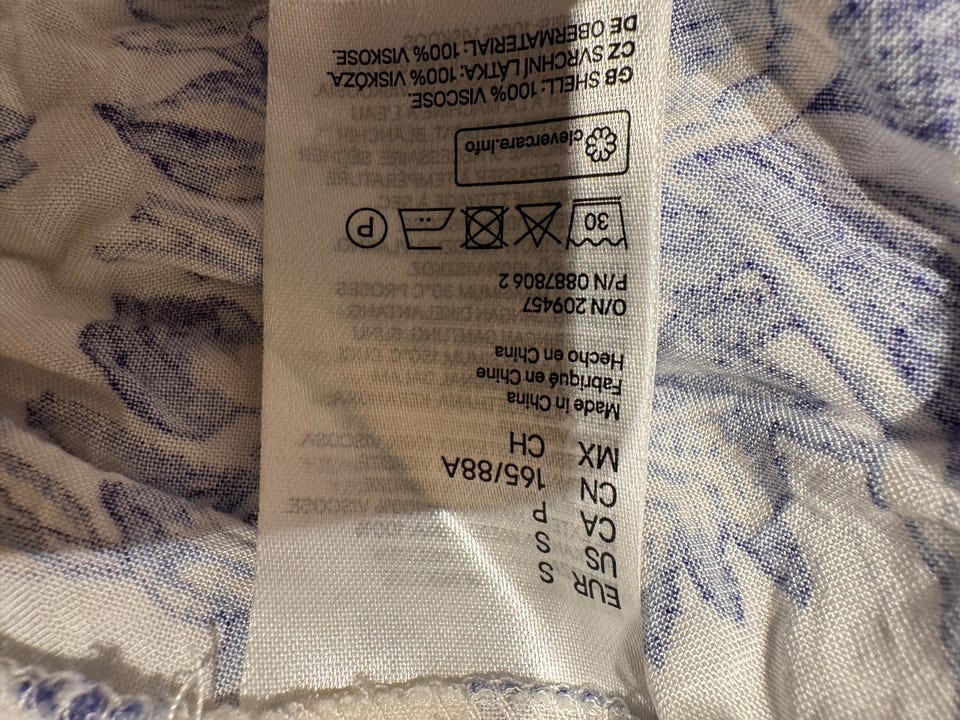 EUR S
US S
CA P
CN 165/88A
MX CH
Made in China
Fabriqué en Chine
Hecho en China
O/N 209457
P/N 0887806 2
30 P
clevercare.info
GB SHELL: 100% VISCOSE.
CZ SVRCHNÍ LÁTKA: 100% VISKÓZA.
DE OBERMATERIAL: 100% VISKOSE.